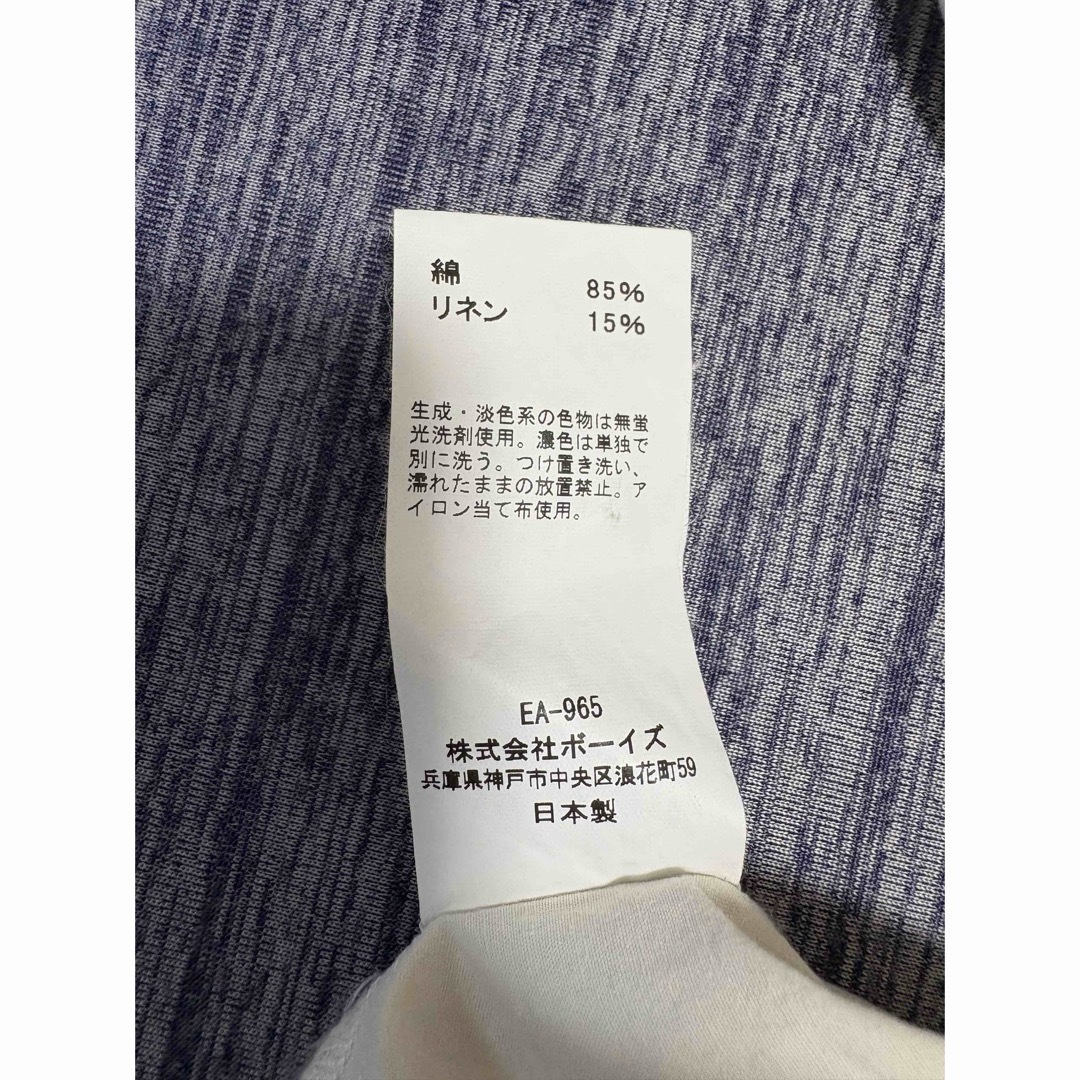 綿 85%
リネン 15%
生成・淡色系の色物は無蛍
光洗剤使用。濃色は単独で
別に洗う。つけ置き洗い、
濡れたままの放置禁止。ア
イロン当て布使用。
EA-965
株式会社ボーイズ
兵庫県神戸市中央区浪花町59
日本製